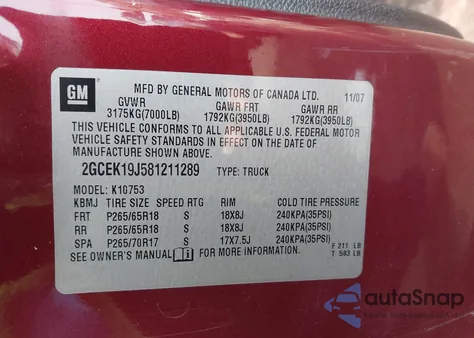 GM
MFD BY GENERAL MOTORS OF CANADA LTD. 11/07
GVWR GAWR FRT GAWR RR
3175KG(7000LB) 1792KG(3950LB) 1792KG(3950LB)
THIS VEHICLE CONFORMS TO ALL APPLICABLE U.S. FEDERAL MOTOR
VEHICLE SAFETY STANDARDS IN EFFECT ON THE DATE OF
MANUFACTURE SHOWN ABOVE.
2GCEK19J581211289 TYPE: TRUCK
MODEL: K10753
KBMJ TIRE SIZE SPEED RTG RIM COLD TIRE PRESSURE
FRT P265/65R18 S 18X8J 240KPA(35PSI)
RR P265/65R18 S 18X8J 240KPA(35PSI)
SPA P265/70R17 S 17X7.5J 240KPA(35PSI)
SEE OWNER'S MANUAL FOR MORE INFORMATION
F 211 LB
T 583 LB
autoSnap